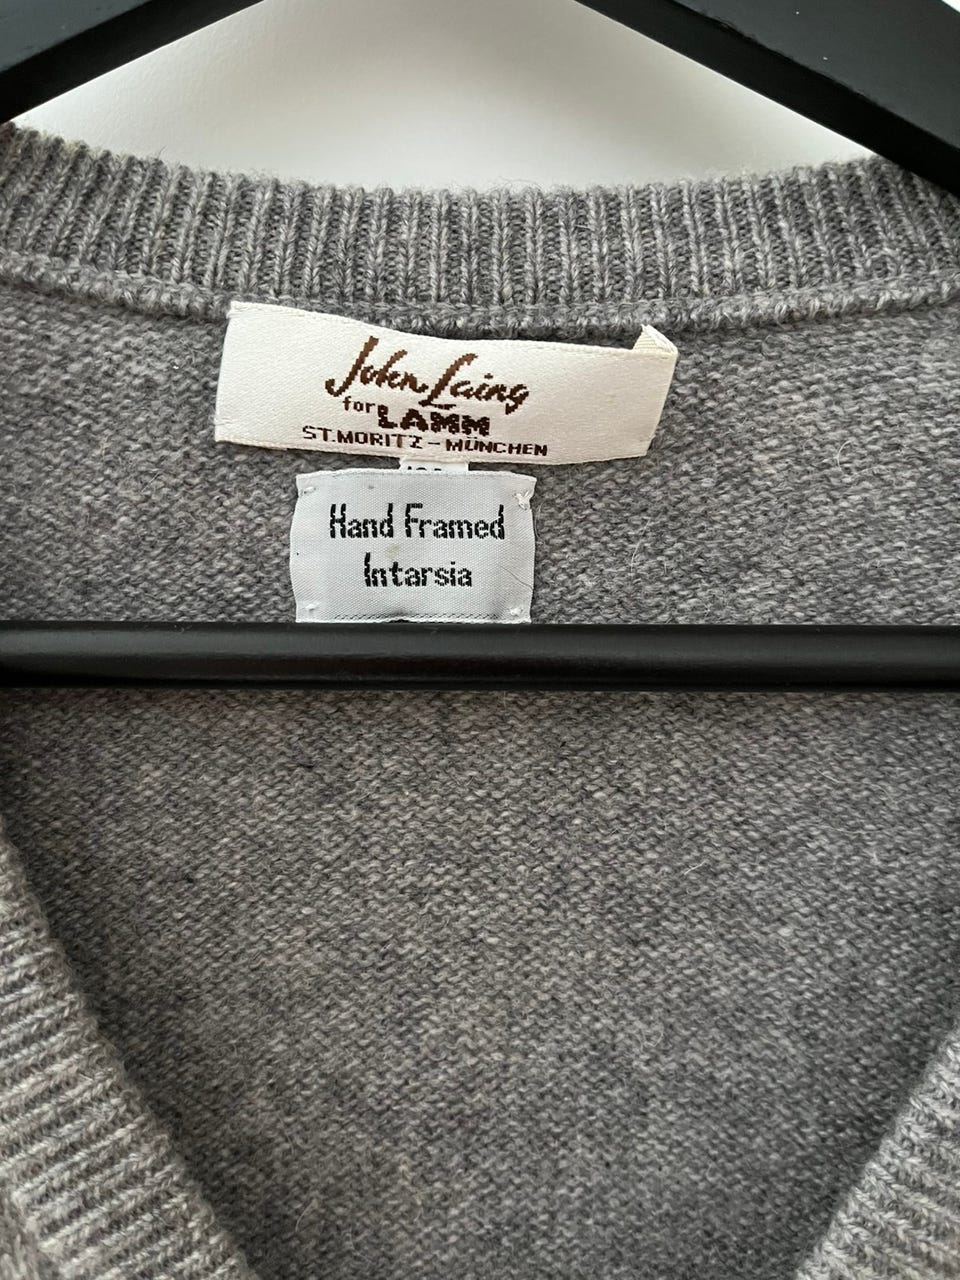 John Laing
for LAMM
ST.MORITZ - MÜNCHEN
Hand Framed
Intarsia